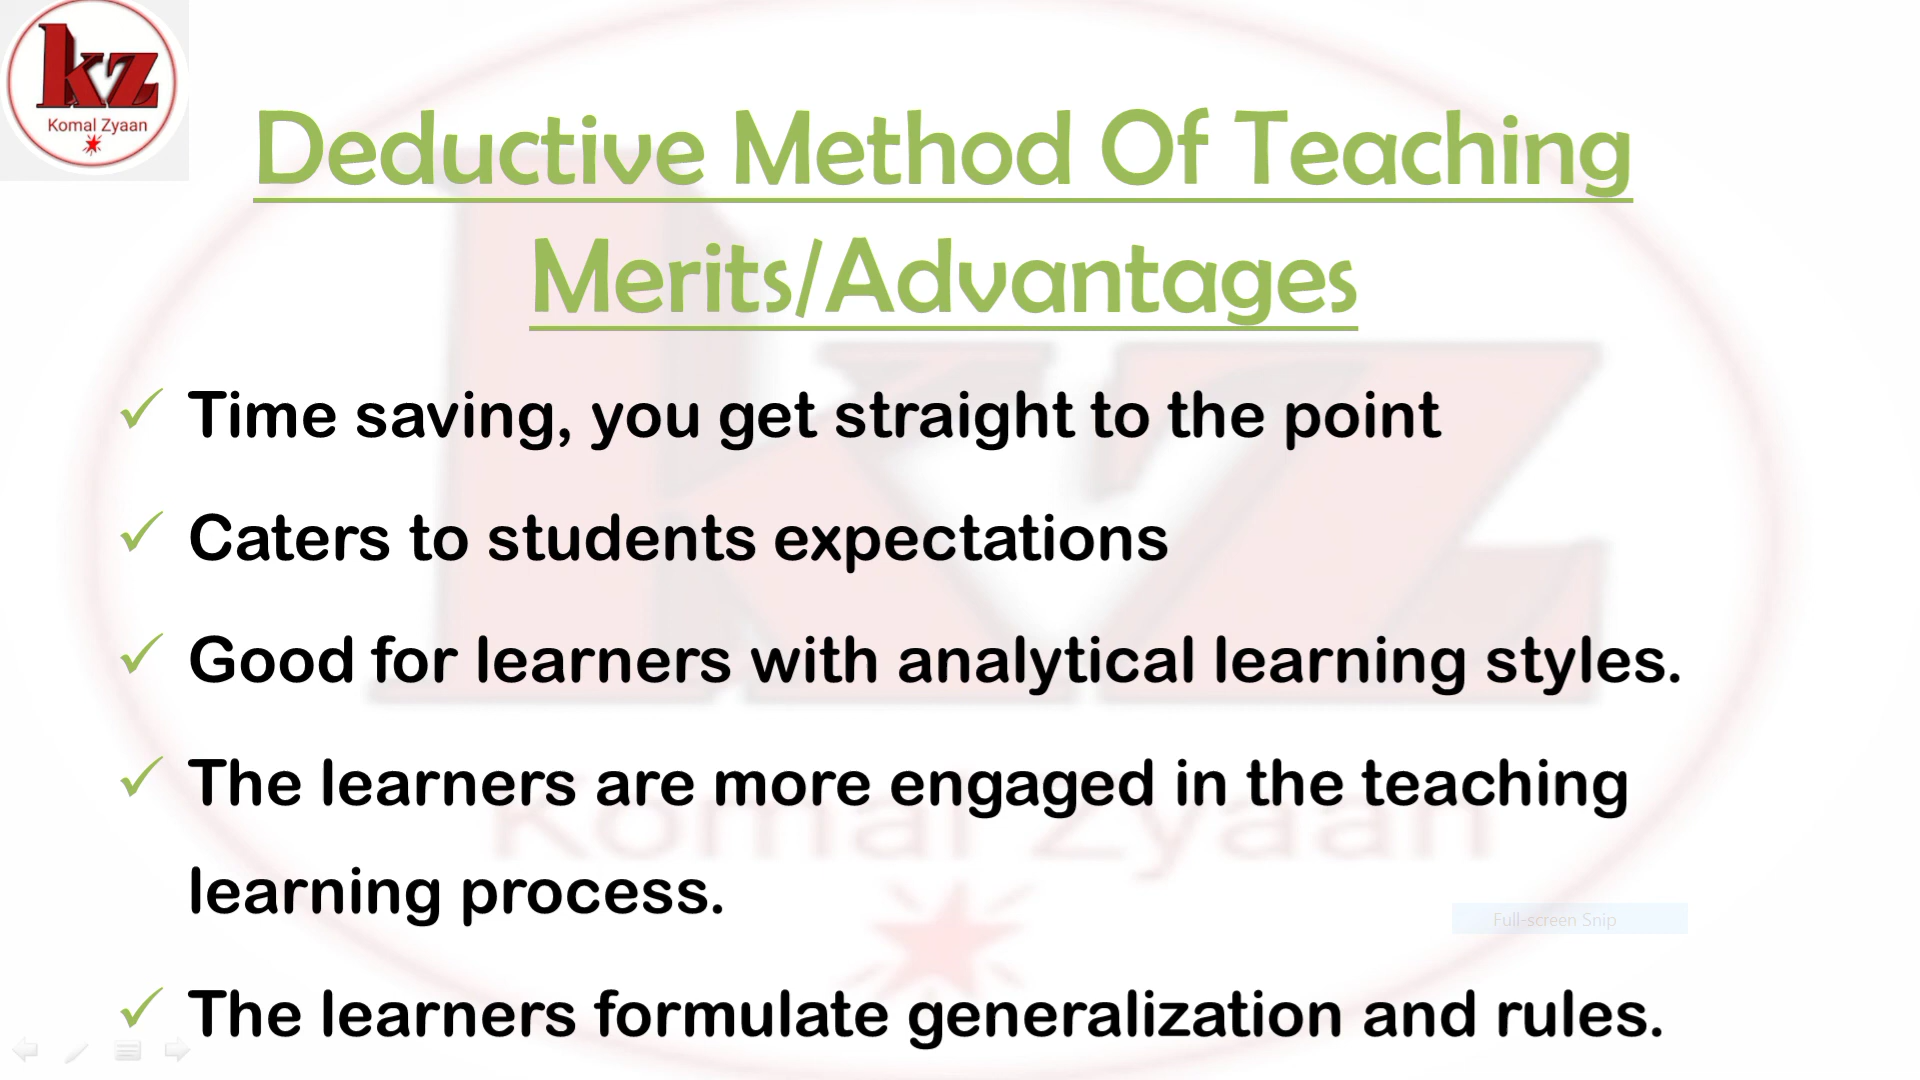 kz
Komal Zyaan
Deductive Method Of Teaching
Merits/Advantages
✓ Time saving, you get straight to the point
✓ Caters to students expectations
✓ Good for learners with analytical learning styles.
✓ The learners are more engaged in the teaching
learning process.
Komal Zyaan
Full-screen Snip
✓ The learners formulate generalization and rules.